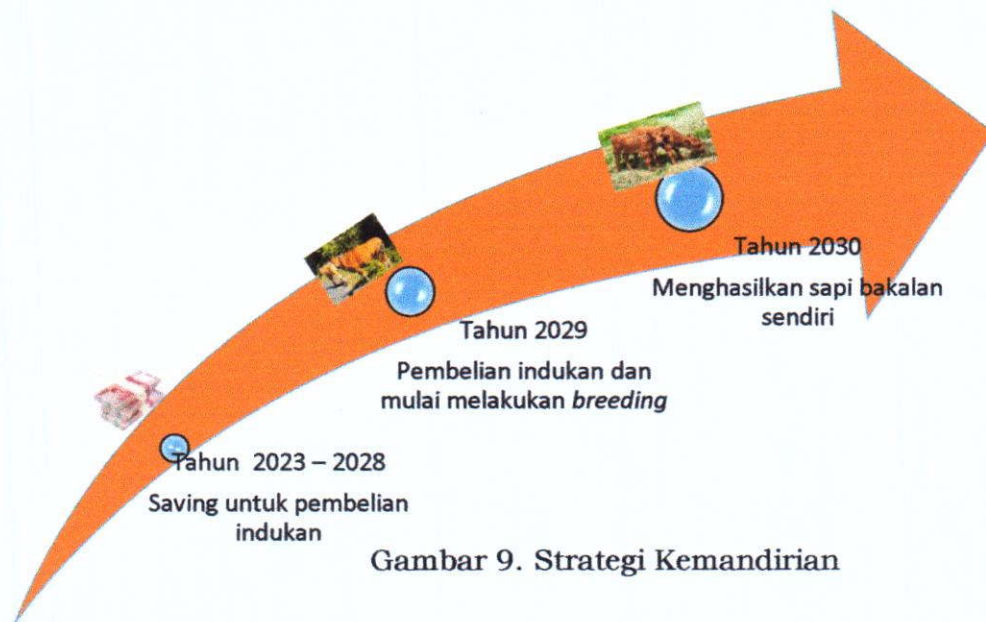 Tahun 2030
Menghasilkan sapi bakalan
sendiri
Tahun 2029
Pembelian indukan dan
mulai melakukan breeding
Tahun 2023 – 2028
Saving untuk pembelian
indukan
Gambar 9. Strategi Kemandirian